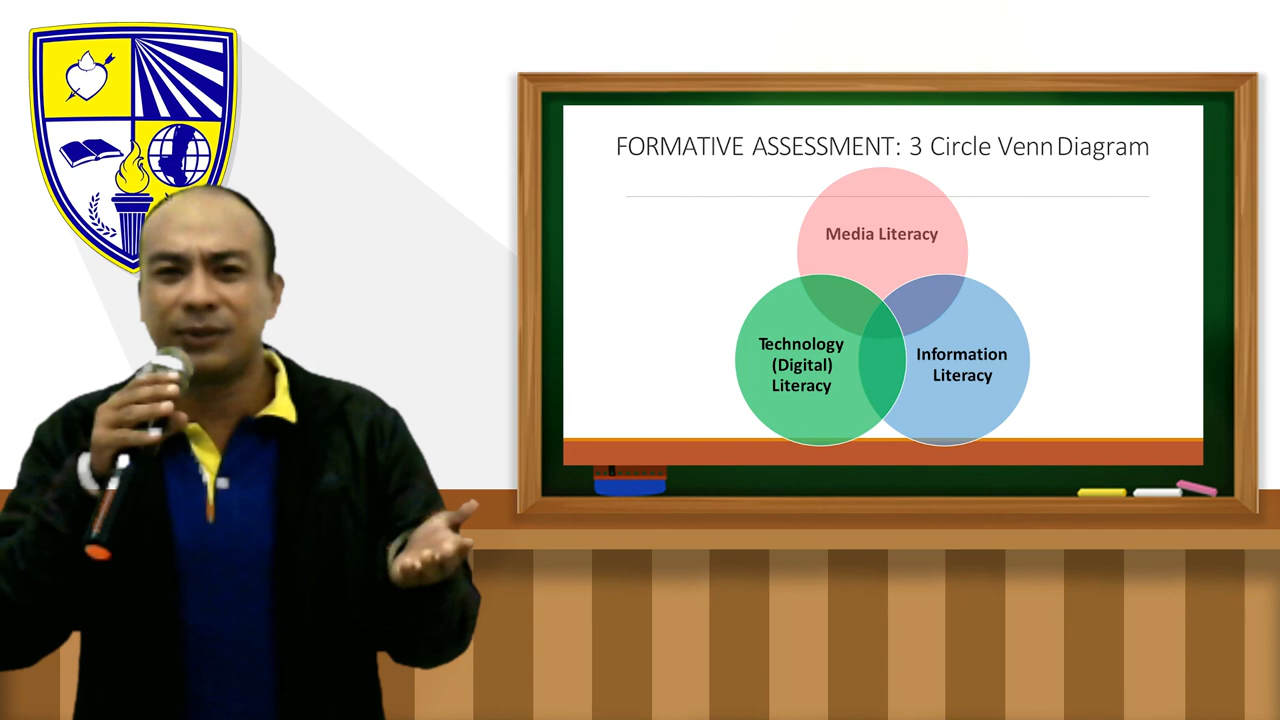 FORMATIVE ASSESSMENT: 3 Circle Venn Diagram
Media Literacy
Technology
(Digital)
Literacy
Information
Literacy